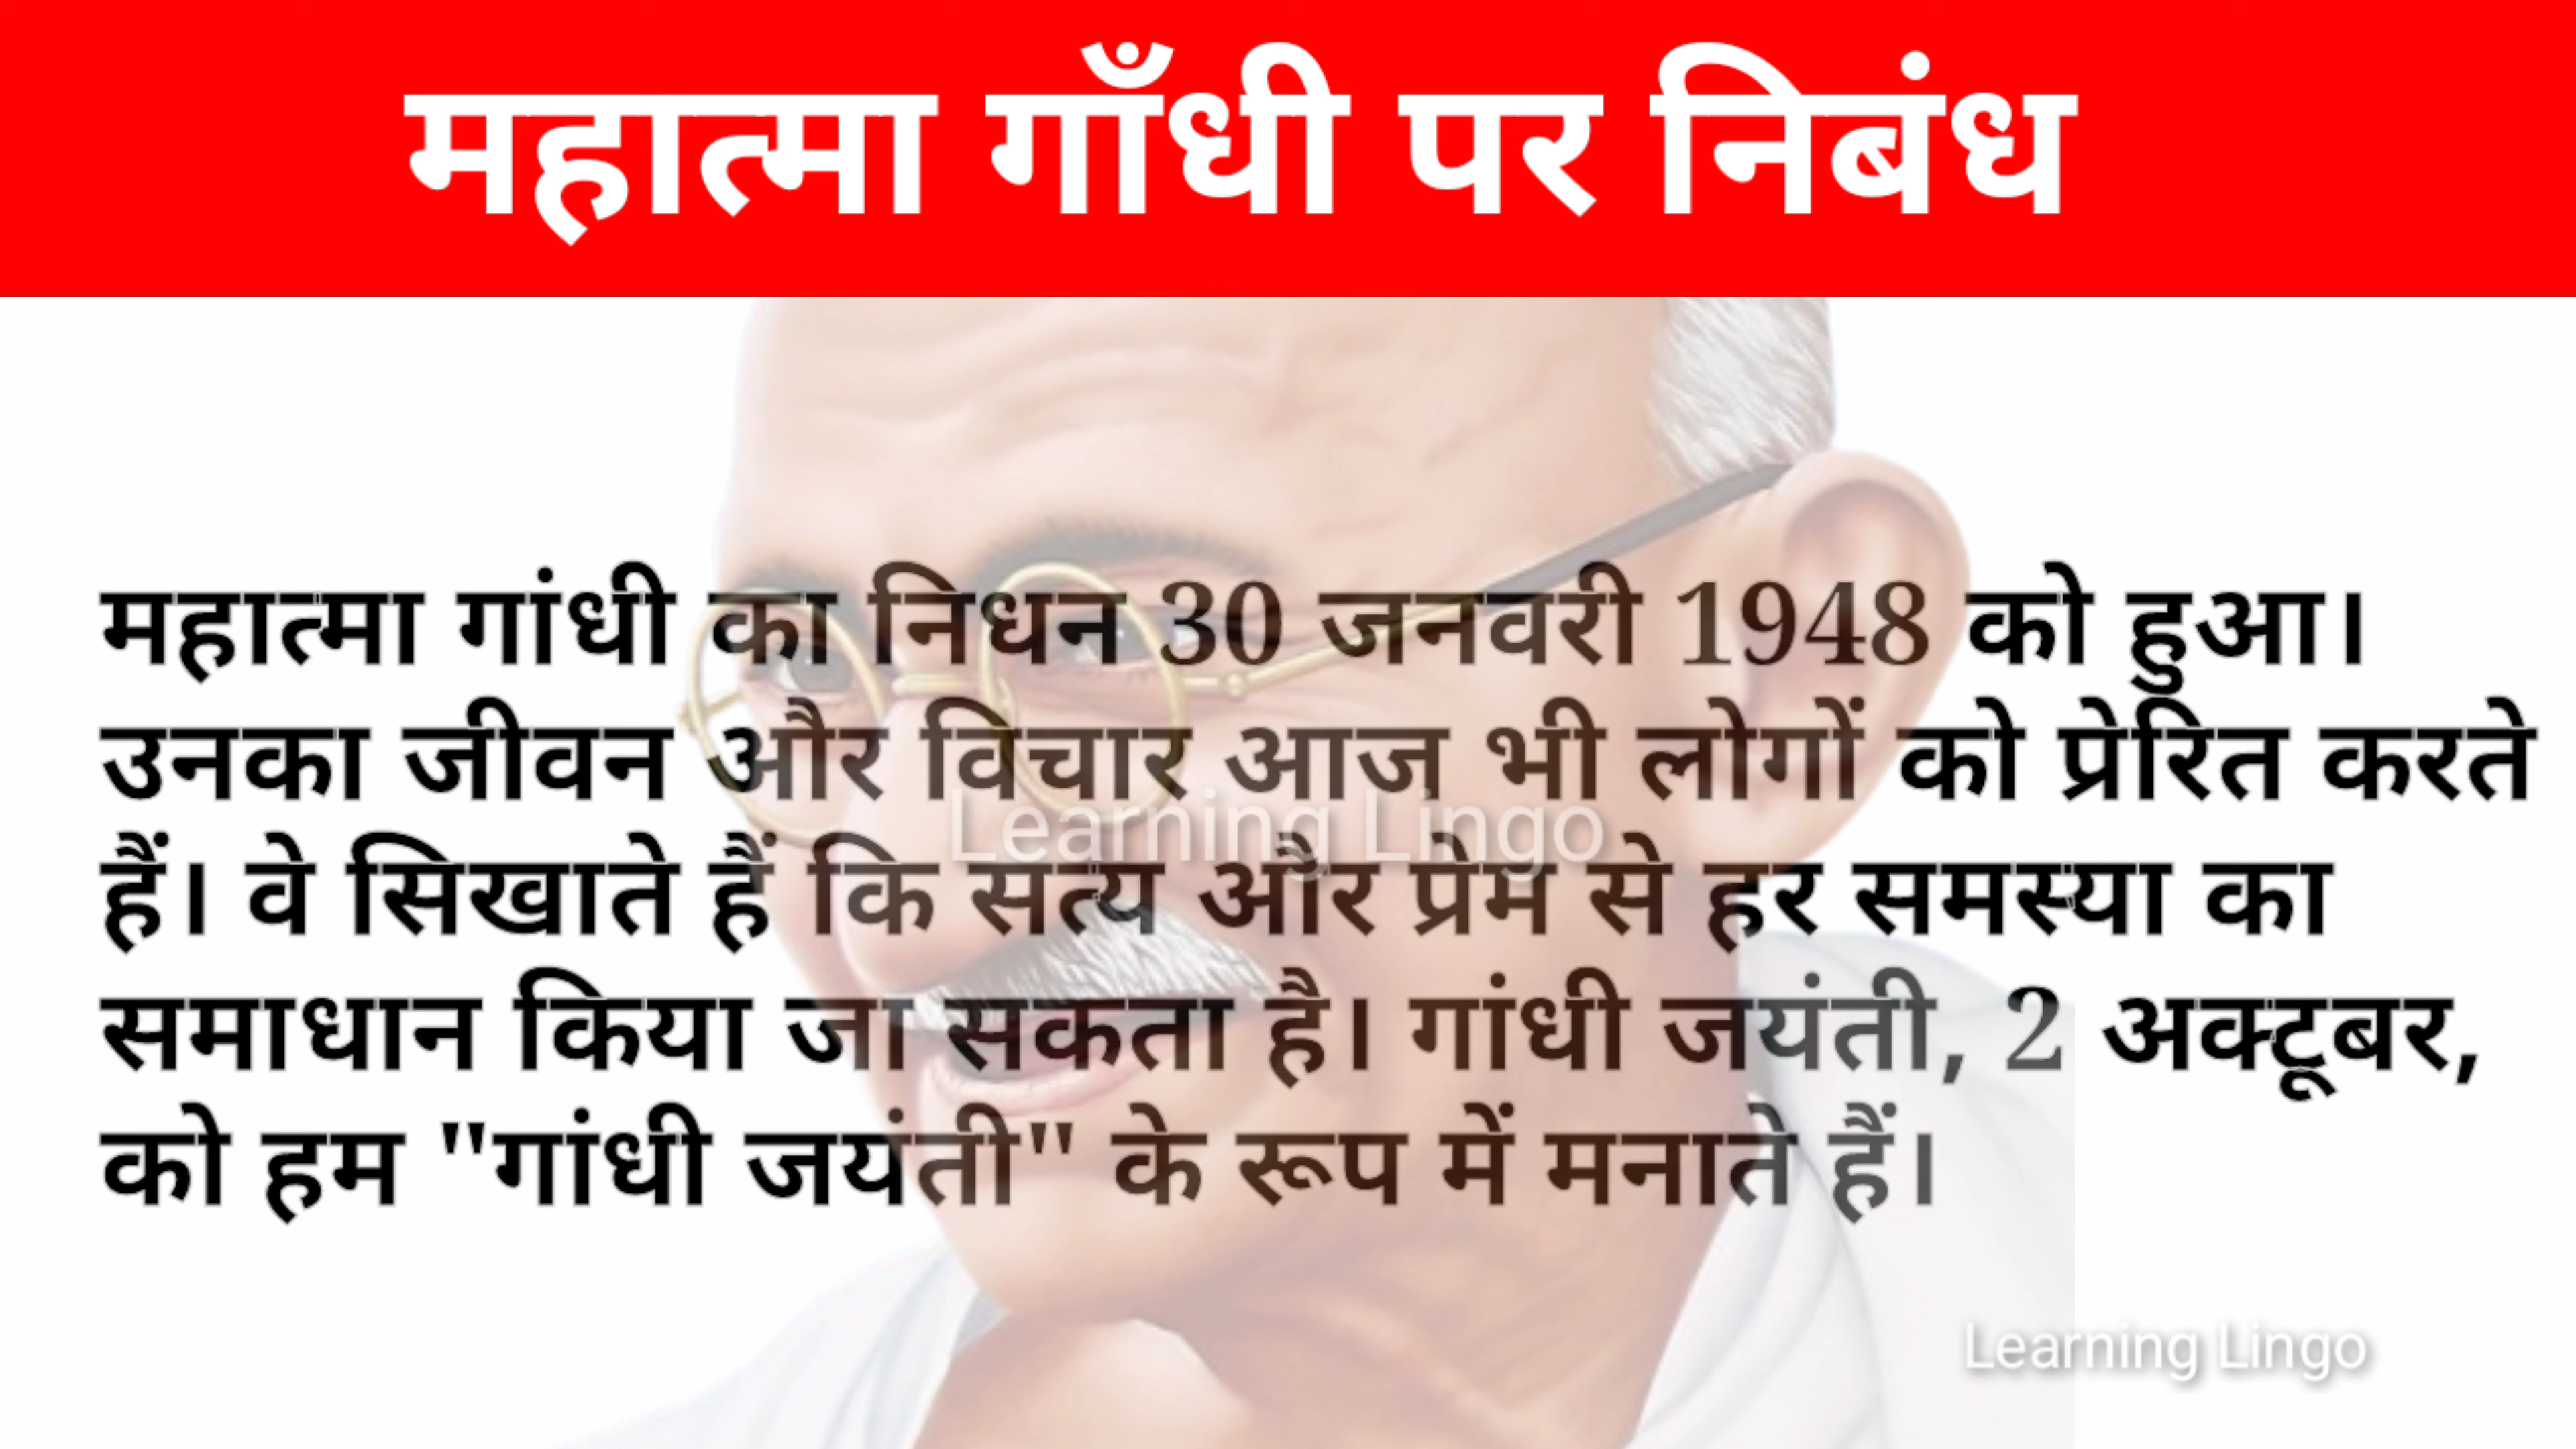 महात्मा गाँधी पर निबंध
महात्मा गांधी का निधन 30 जनवरी 1948 को हुआ।
उनका जीवन और विचार आज भी लोगों को प्रेरित करते
हैं। वे सिखाते हैं कि सत्य और प्रेम से हर समस्या का
समाधान किया जा सकता है। गांधी जयंती, 2 अक्टूबर,
को हम "गांधी जयंती" के रूप में मनाते हैं।
Learning Lingo
Learning Lingo